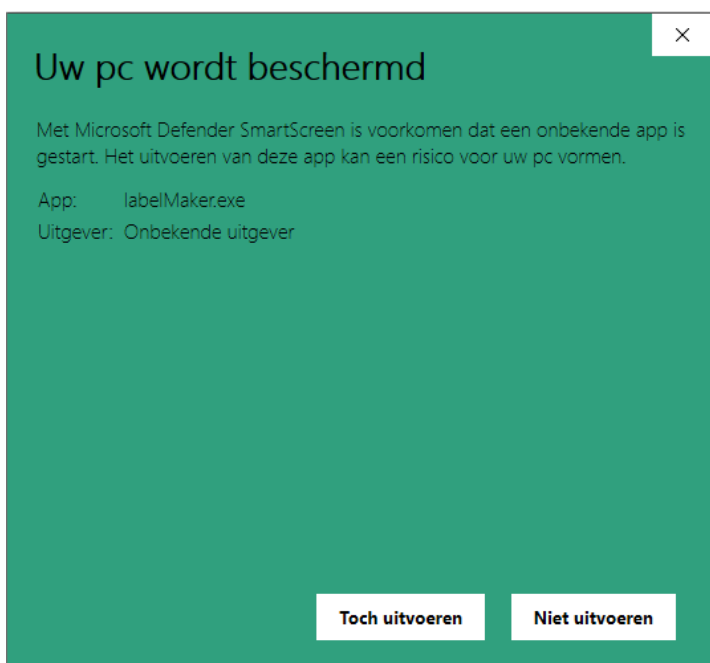 Uw pc wordt beschermd
Met Microsoft Defender SmartScreen is voorkomen dat een onbekende app is
gestart. Het uitvoeren van deze app kan een risico voor uw pc vormen.
App: labelMaker.exe
Uitgever: Onbekende uitgever
Toch uitvoeren Niet uitvoeren